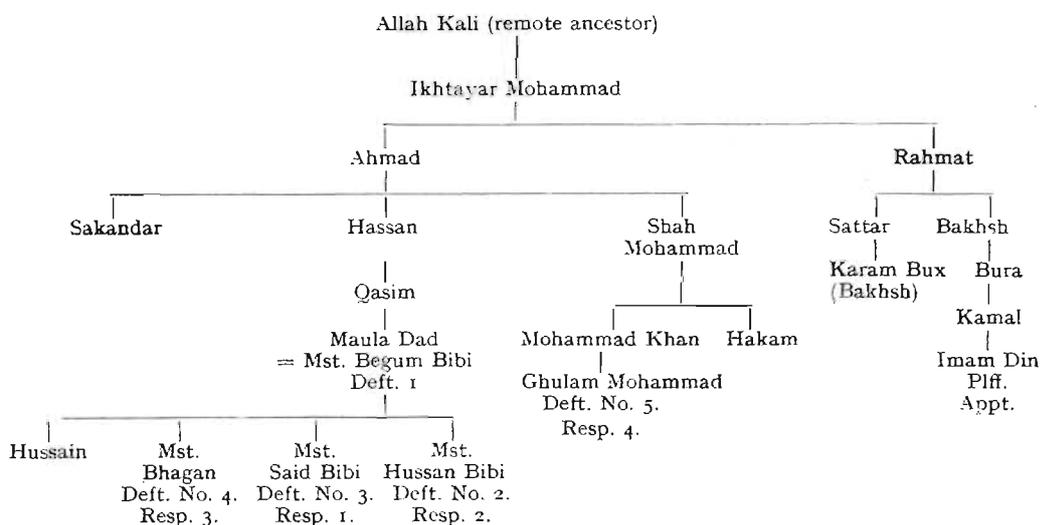 Allah Kali (remote ancestor)
Ikhtayar Mohammad
Ahmad
Rahmat
Sakandar
Hassan
Shah
Mohammad
Sattar
Bakhsh
Karam Bux
(Bakhsh)
Bura
Qasim
Kamal
Maula Dad
= Mst. Begum Bibi
Deft. 1
Mohammad Khan
Hakam
Imam Din
Plff.
Appt.
Ghulam Mohammad
Deft. No. 5.
Resp. 4.
Hussain
Mst.
Bhagan
Deft. No. 4.
Resp. 3.
Mst.
Said Bibi
Deft. No. 3.
Resp. 1.
Mst.
Hussan Bibi
Deft. No. 2.
Resp. 2.